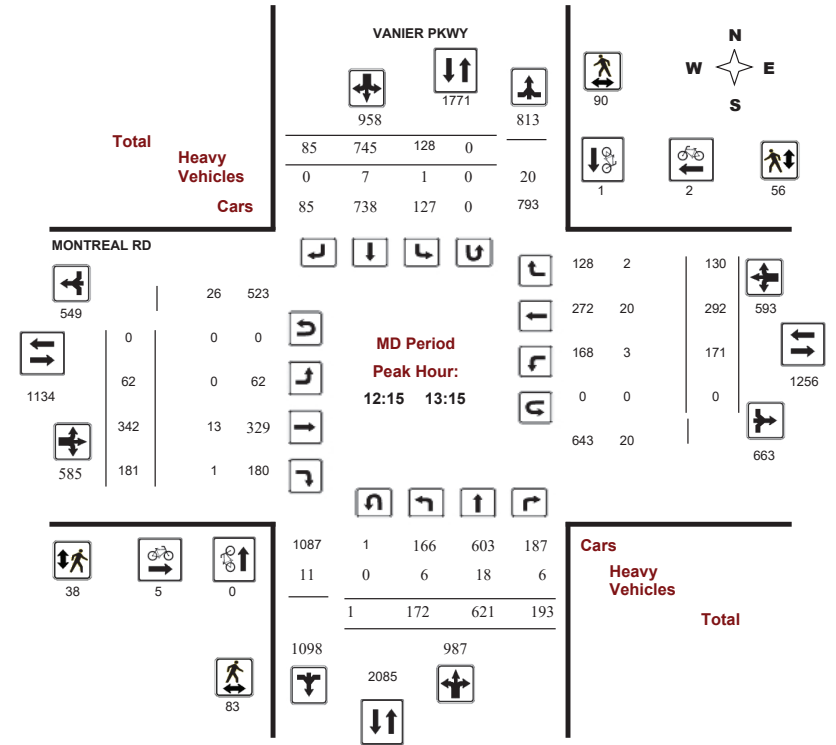 VANIER PKWY
N
W E
S
1771
90
958 813
Total 85 745 128 0
Heavy
Vehicles 0 7 1 0 20
Cars 85 738 127 0 793
1 2 56
MONTREAL RD
549
26 523
128 2 130
0 0 0
272 20 292 593
MD Period
1134
62 0 62
168 3 171
1256
Peak Hour:
12:15 13:15
0 0 0
342 13 329
643 20 663
585 181 1 180
1087 1 166 603 187 Cars
11 0 6 18 6 Heavy
Vehicles
38 5 0
1 172 621 193 Total
1098 987
2085
83